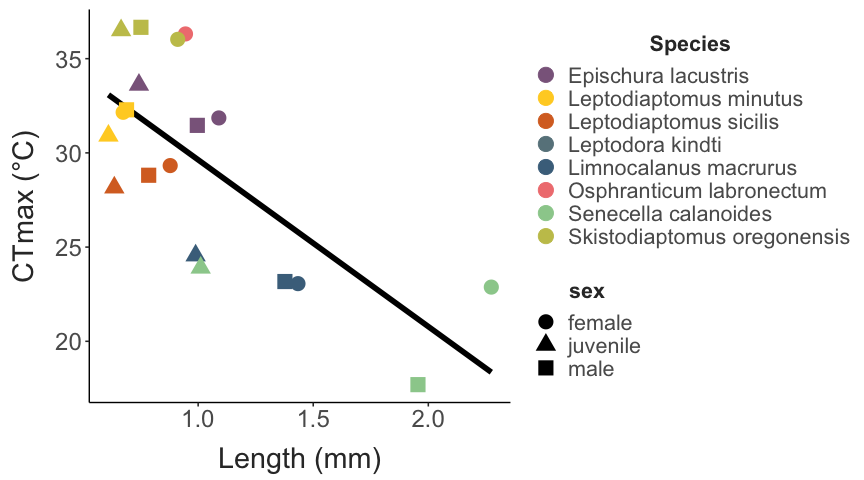 CTmax (°C)
35
30
25
20
1.0
1.5
2.0
Length (mm)
Species
Epischura lacustris
Leptodiaptomus minutus
Leptodiaptomus sicilis
Leptodora kindti
Limnocalanus macrurus
Osphranticum labronectum
Senecella calanoides
Skistodiaptomus oregonensis
sex
female
juvenile
male